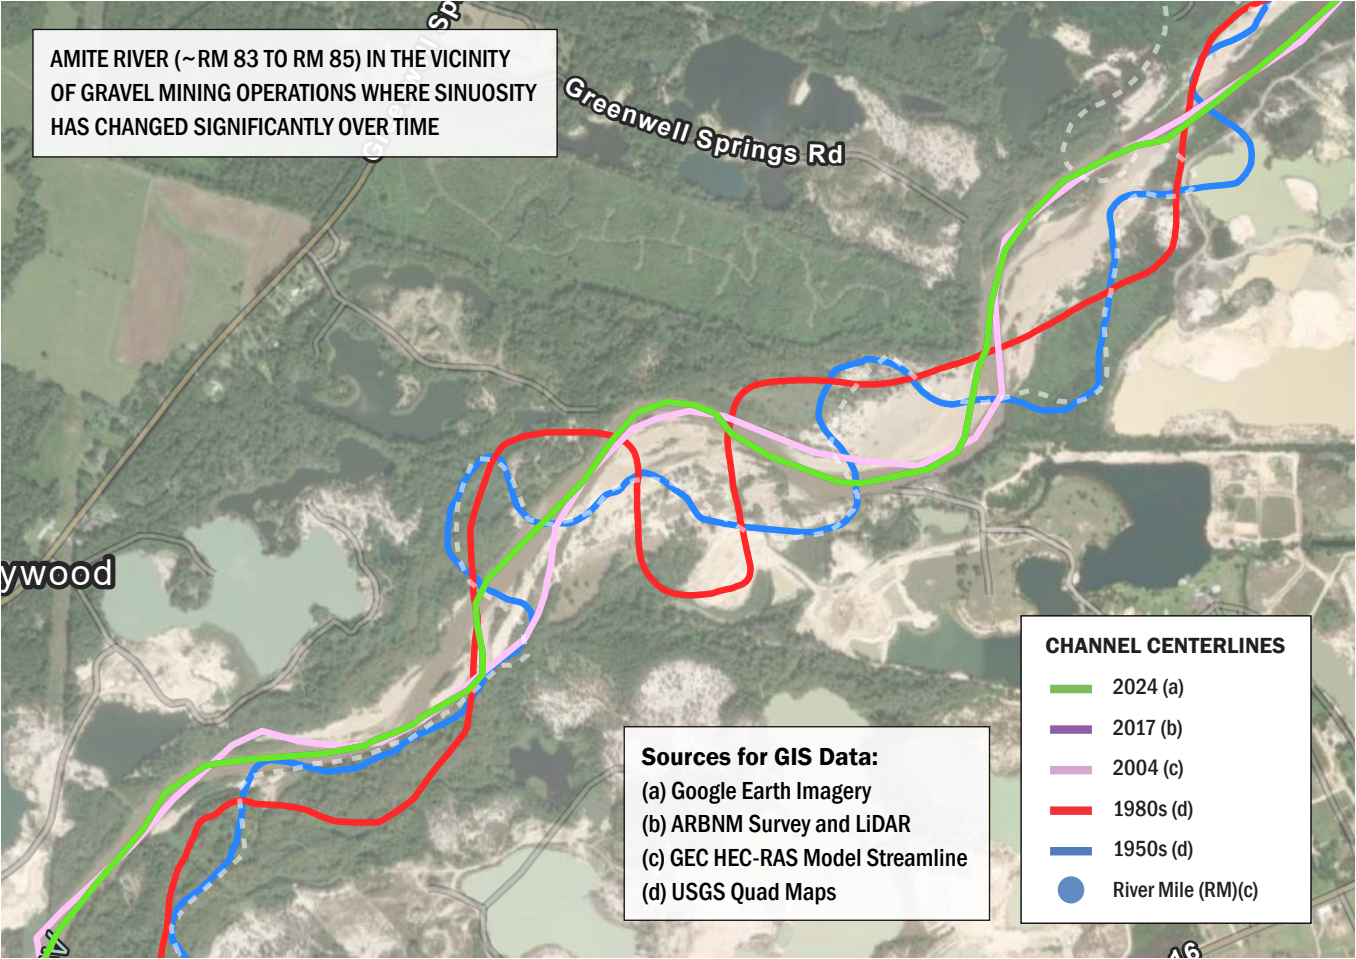 AMITE RIVER (~RM 83 TO RM 85) IN THE VICINITY
OF GRAVEL MINING OPERATIONS WHERE SINUOSITY
HAS CHANGED SIGNIFICANTLY OVER TIME
Greenwell Springs Rd
ywood
CHANNEL CENTERLINES
2024 (a)
2017 (b)
2004 (c)
1980s (d)
1950s (d)
River Mile (RM)(c)
Sources for GIS Data:
(a) Google Earth Imagery
(b) ARBNM Survey and LiDAR
(c) GEC HEC-RAS Model Streamline
(d) USGS Quad Maps
16